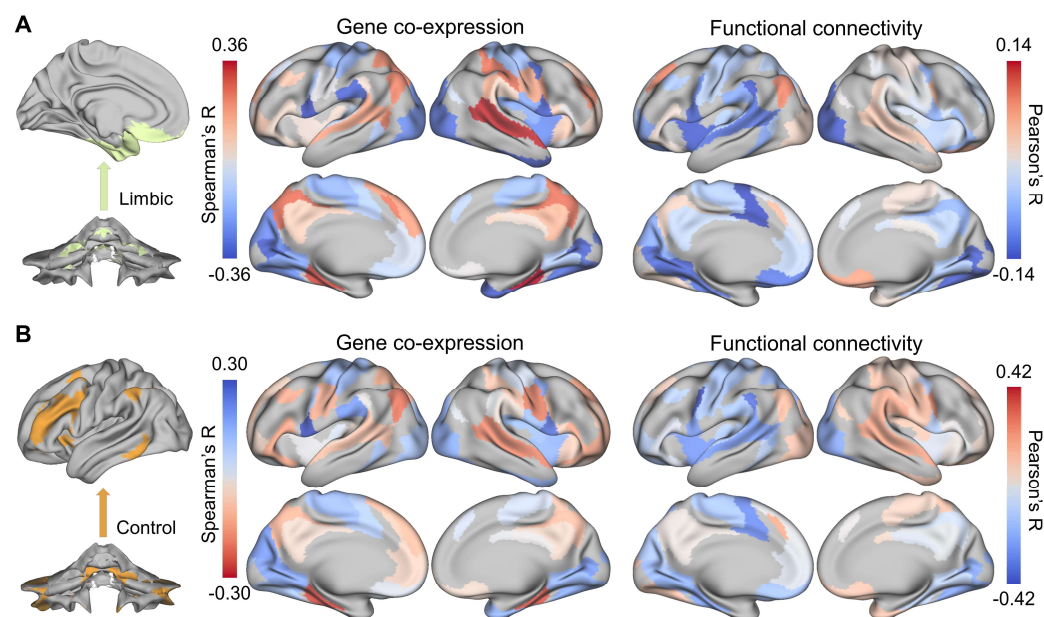 A
Gene co-expression
Functional connectivity
0.36
0.14
Spearman's R
Pearson's R
Limbic
-0.36
-0.14
B
Gene co-expression
Functional connectivity
0.30
0.42
Spearman's R
Pearson's R
Control
-0.30
-0.42